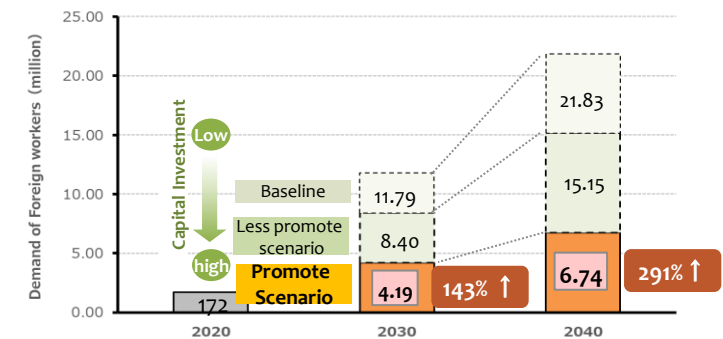 Demand of Foreign workers (million)
25.00
20.00
15.00
10.00
5.00
0.00
Capital Investment
Low
high
Baseline
Less promote
scenario
Promote
Scenario
172
11.79
8.40
4.19
143% ↑
21.83
15.15
6.74
291% ↑
2020
2030
2040